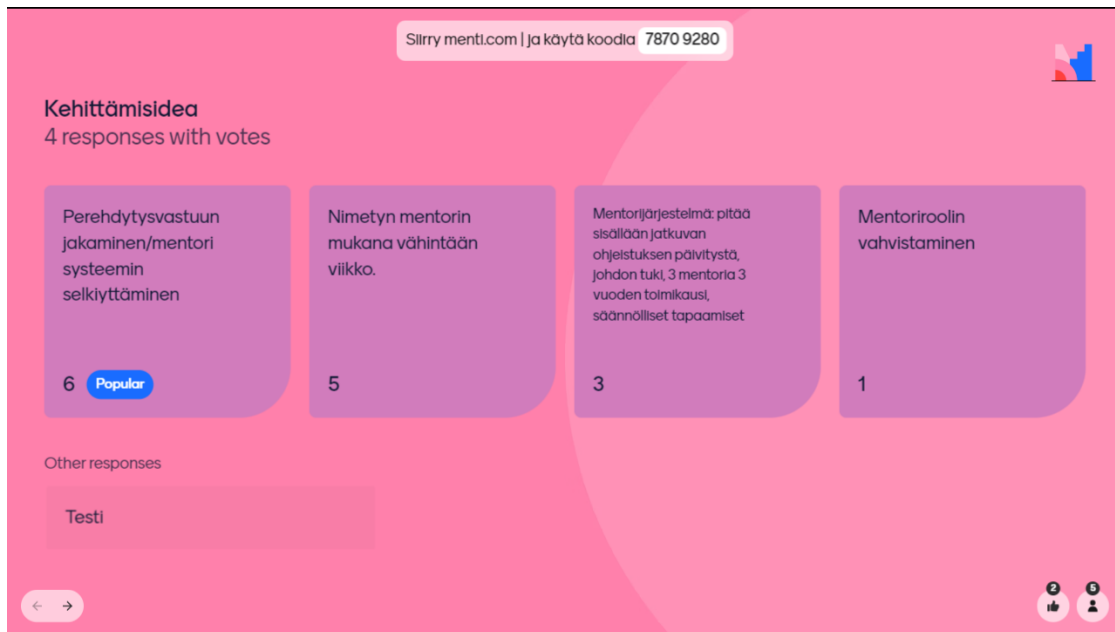 Siirry menti.com | ja käytä koodia 7870 9280
Kehittämisidea
4 responses with votes
Perehdytysvastuun
jakaminen/mentori
systeemin
selkiyttäminen
6 Popular
Nimetyn mentorin
mukana vähintään
viikko.
5
Mentorijärjestelmä: pitää
sisällään jatkuvan
ohjeistuksen päivitystä,
johdon tuki, 3 mentoria 3
vuoden toimikausi,
säännölliset tapaamiset
3
Mentoriroolin
vahvistaminen
1
Other responses
Testi
2
5